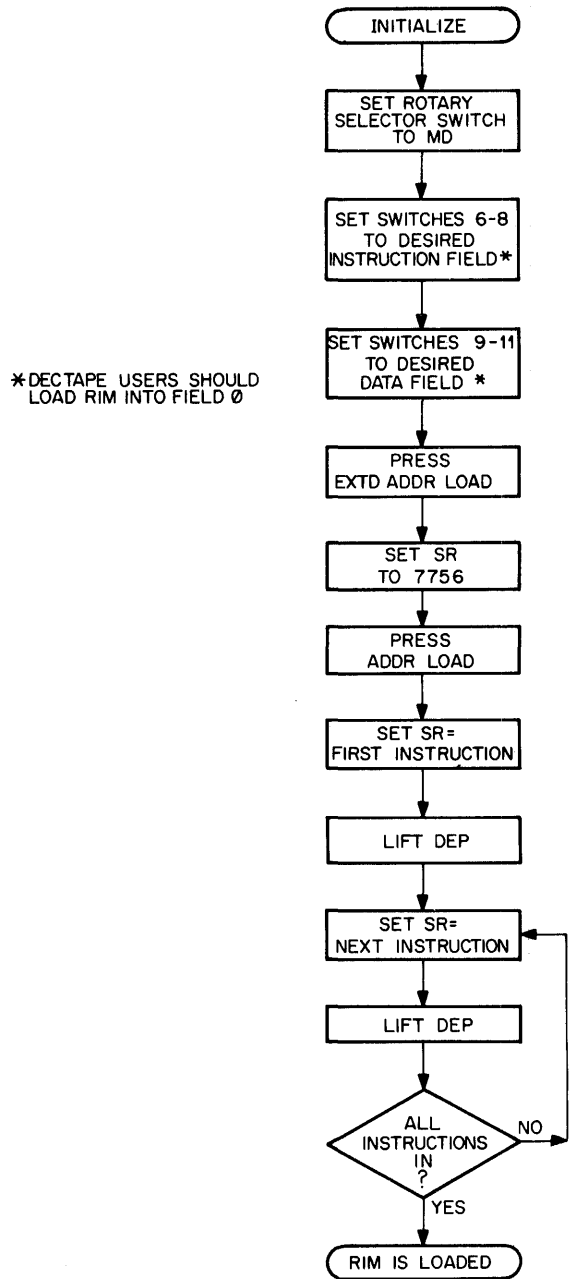 INITIALIZE
SET ROTARY
SELECTOR SWITCH
TO MD
SET SWITCHES 6-8
TO DESIRED
INSTRUCTION FIELD*
SET SWITCHES 9-11
TO DESIRED
DATA FIELD *
*DECTAPE USERS SHOULD
LOAD RIM INTO FIELD Ø
PRESS
EXTD ADDR LOAD
SET SR
TO 7756
PRESS
ADDR LOAD
SET SR=
FIRST INSTRUCTION
LIFT DEP
SET SR=
NEXT INSTRUCTION
LIFT DEP
ALL
INSTRUCTIONS
IN
?
NO
YES
RIM IS LOADED